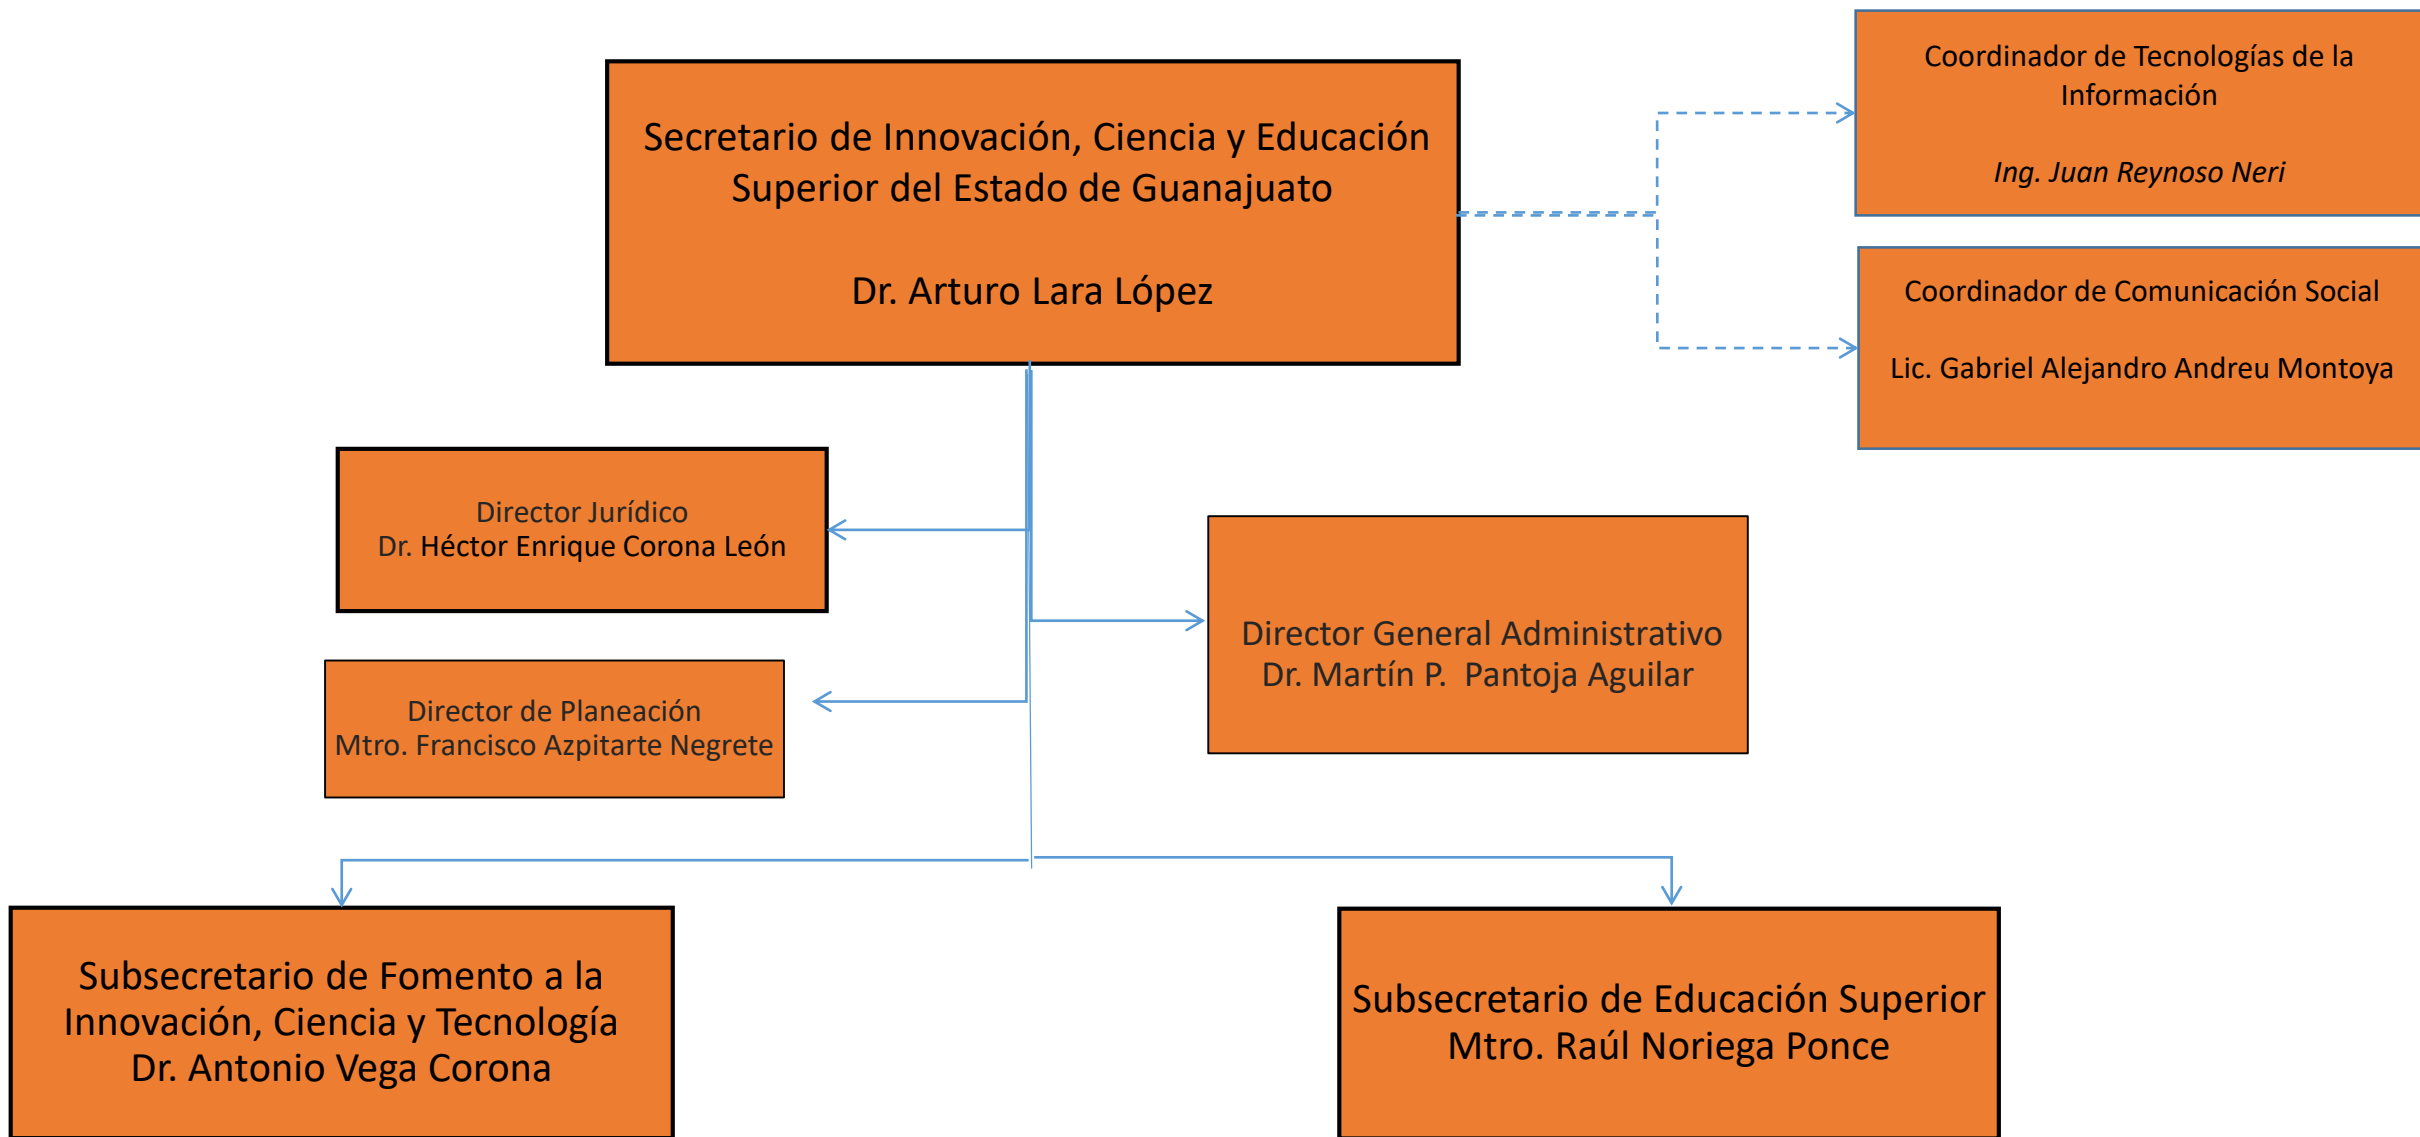 Secretario de Innovación, Ciencia y Educación
Superior del Estado de Guanajuato
Dr. Arturo Lara López
Coordinador de Tecnologías de la
Información
Ing. Juan Reynoso Neri
Coordinador de Comunicación Social
Lic. Gabriel Alejandro Andreu Montoya
Director Jurídico
Dr. Héctor Enrique Corona León
Director General Administrativo
Dr. Martín P.  Pantoja Aguilar
Director de Planeación
Mtro. Francisco Azpitarte Negrete
Subsecretario de Fomento a la
Innovación, Ciencia y Tecnología
Dr. Antonio Vega Corona
Subsecretario de Educación Superior
Mtro. Raúl Noriega Ponce